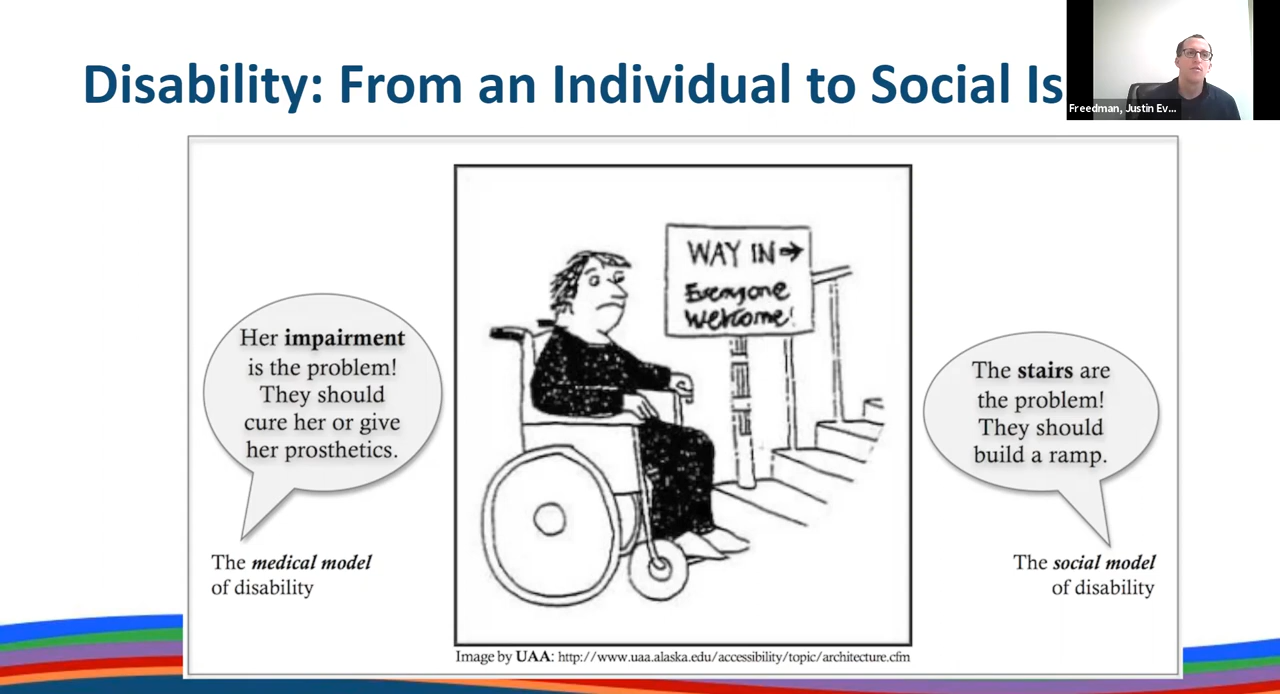 Disability: From an Individual to Social Is
Freedman, Justin Ev...
WAY IN →
Everyone
Welcome!
Her impairment
is the problem!
They should
cure her or give
her prosthetics.
The medical model
of disability
The stairs are
the problem!
They should
build a ramp.
The social model
of disability
Image by UAA: http://www.uaa.alaska.edu/accessibility/topic/architecture.cfm